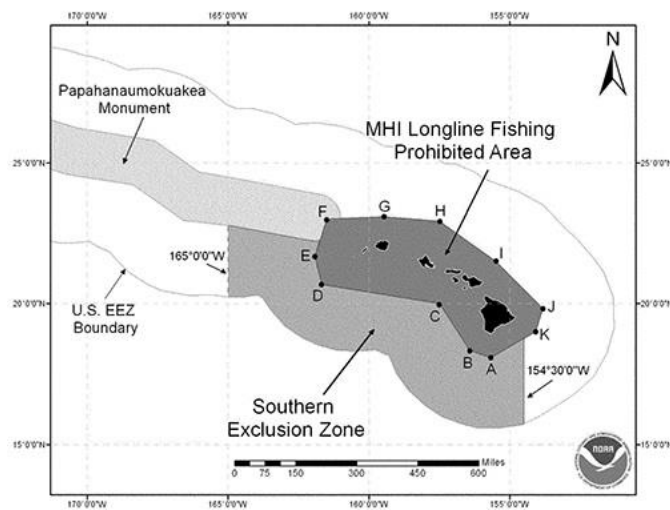 170°0'0"W 165°0'0"W 160°0'0"W 155°0'0"W
N
Papahanaumokuakea
Monument
MHI Longline Fishing
Prohibited Area
25°0'0"N 25°0'0"N
F G H
I
E
165°0'0"W
D
20°0'0"N 20°0'0"N
C
J
K
U.S. EEZ
Boundary
B A
154°30'0"W
Southern
Exclusion Zone
15°0'0"N 15°0'0"N
Miles
0 75 150 300 450 600
NOAA
170°0'0"W 165°0'0"W 160°0'0"W 155°0'0"W